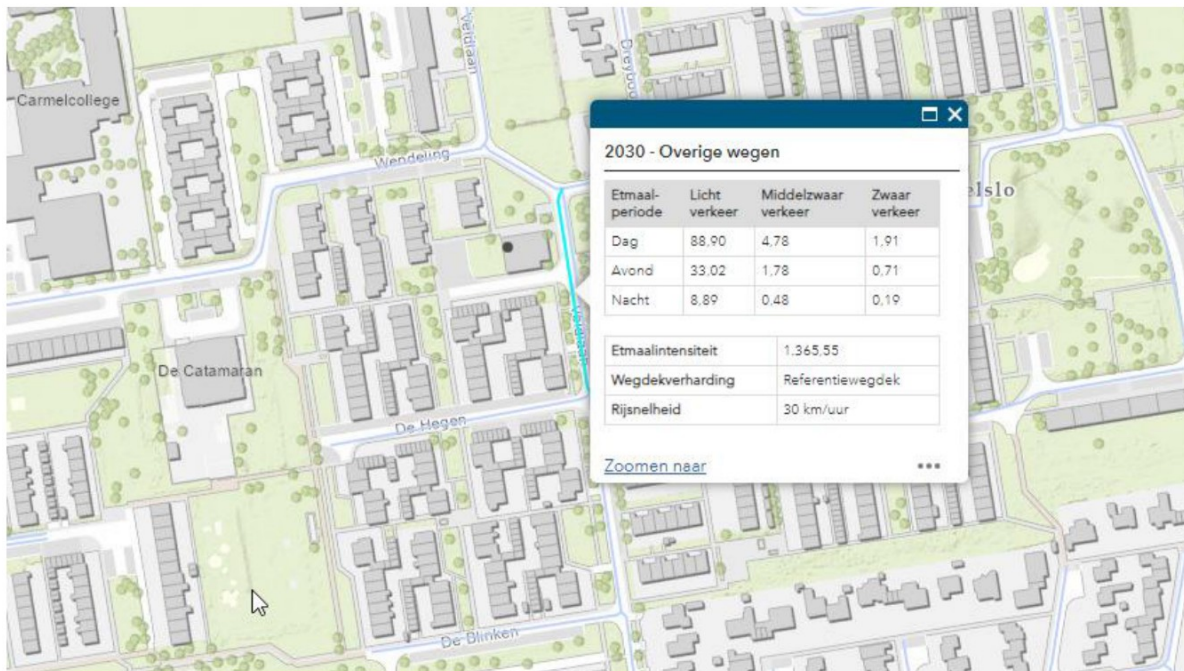 Carmelcollege
Wendeling
De Catamaran
De Hegen
De Blinken
2030 - Overige wegen
Etmaal-periode Licht verkeer Middelzwaar verkeer Zwaar verkeer
Dag 88,90 4,78 1,91
Avond 33,02 1,78 0,71
Nacht 8,89 0,48 0,19
Etmaalintensiteit 1.365,55
Wegdekverharding Referentiewegdek
Rijsnelheid 30 km/uur
Zoomen naar